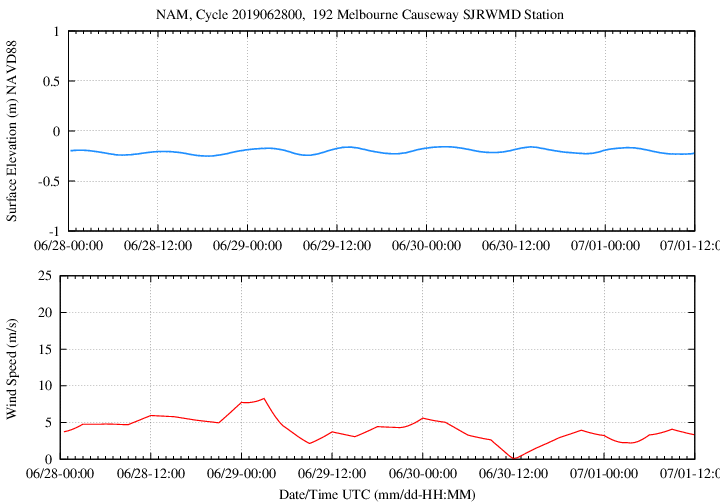 NAM, Cycle 2019062800,  192 Melbourne Causeway SJRWMD Station
Surface Elevation (m) NAVD88
1
0.5
0
-0.5
-1
06/28-00:00 06/28-12:00 06/29-00:00 06/29-12:00 06/30-00:00 06/30-12:00 07/01-00:00 07/01-12:0
Wind Speed (m/s)
25
20
15
10
5
0
06/28-00:00 06/28-12:00 06/29-00:00 06/29-12:00 06/30-00:00 06/30-12:00 07/01-00:00 07/01-12:0
Date/Time UTC (mm/dd-HH:MM)